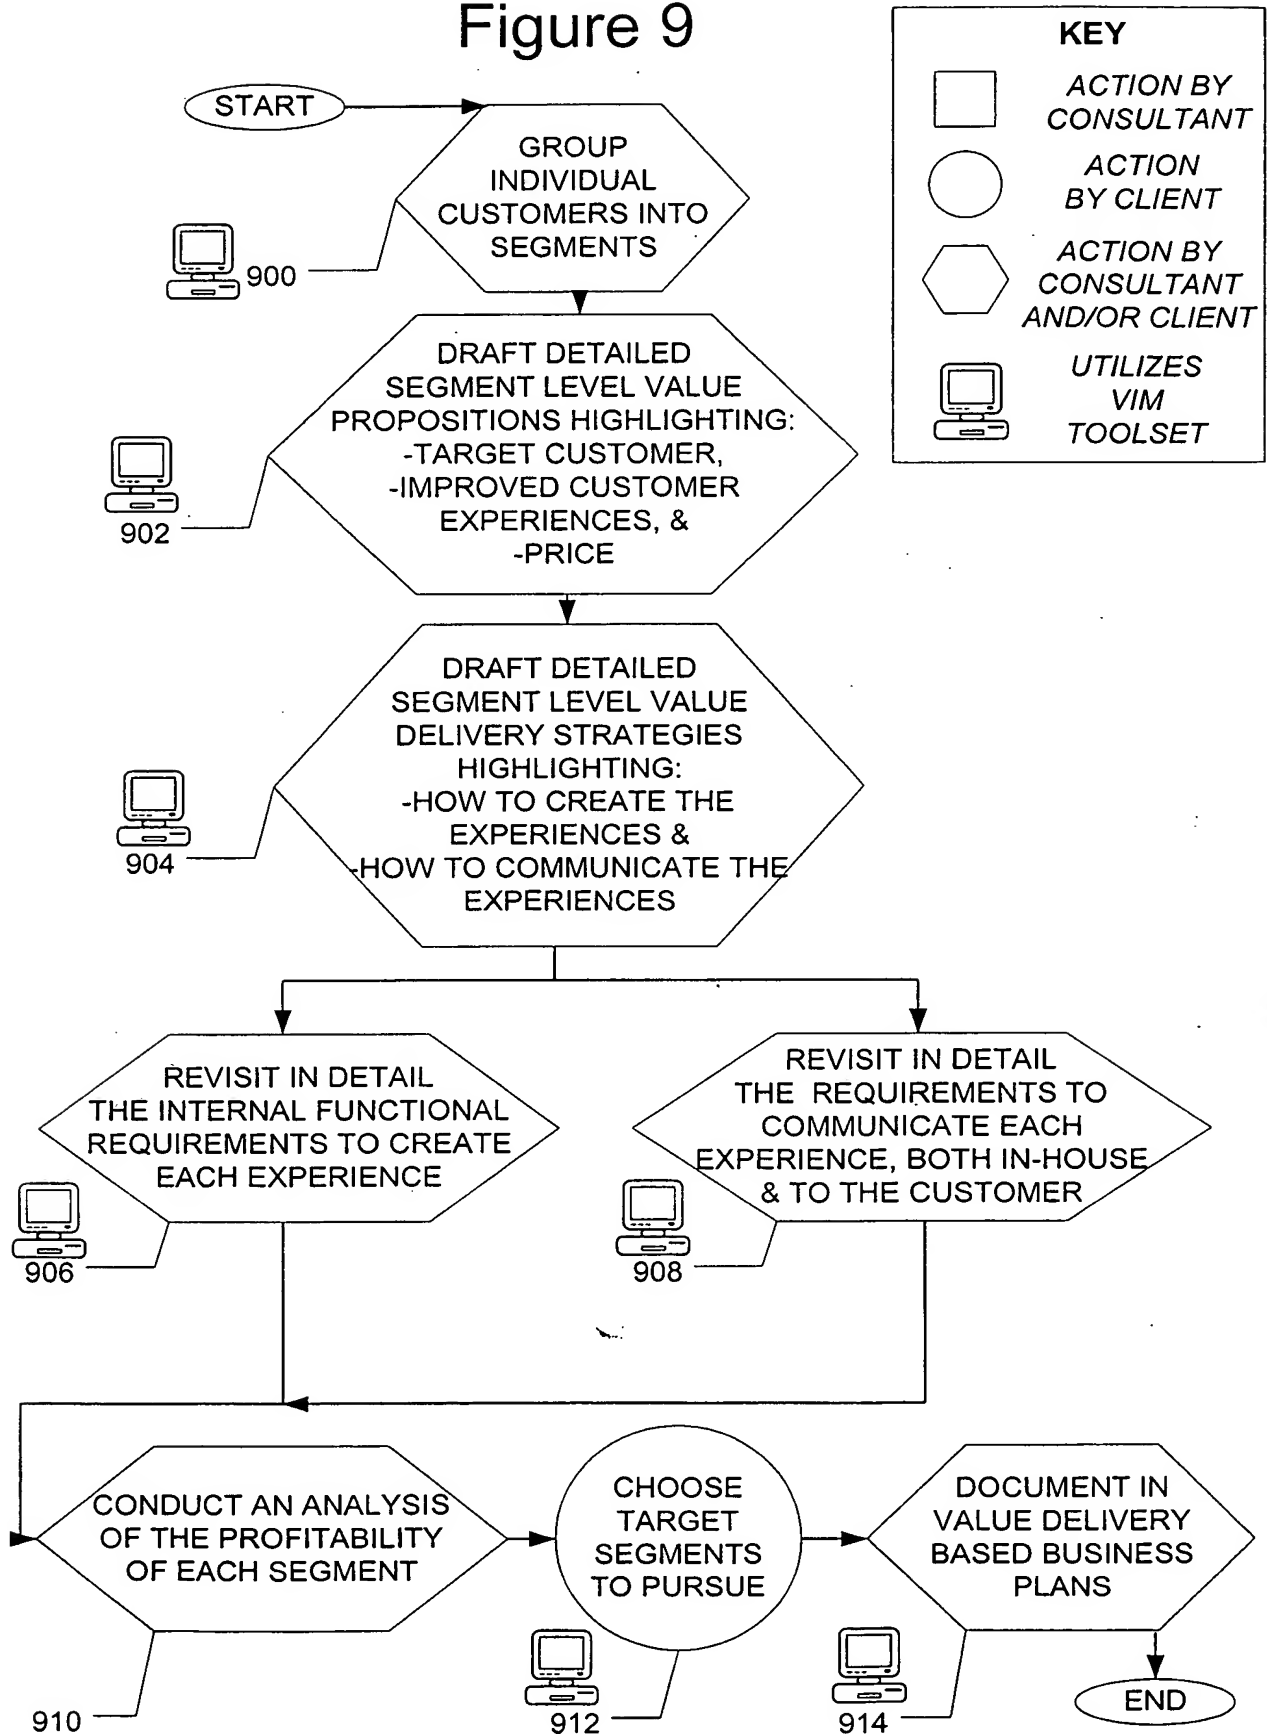 Figure 9
KEY
ACTION BY
CONSULTANT
ACTION
BY CLIENT
ACTION BY
CONSULTANT
AND/OR CLIENT
UTILIZES
VIM
TOOLSET
START
GROUP
INDIVIDUAL
CUSTOMERS INTO
SEGMENTS
900
DRAFT DETAILED
SEGMENT LEVEL VALUE
PROPOSITIONS HIGHLIGHTING:
-TARGET CUSTOMER,
-IMPROVED CUSTOMER
EXPERIENCES, &
-PRICE
902
DRAFT DETAILED
SEGMENT LEVEL VALUE
DELIVERY STRATEGIES
HIGHLIGHTING:
-HOW TO CREATE THE
EXPERIENCES &
-HOW TO COMMUNICATE THE
EXPERIENCES
904
REVISIT IN DETAIL
THE INTERNAL FUNCTIONAL
REQUIREMENTS TO CREATE
EACH EXPERIENCE
906
REVISIT IN DETAIL
THE REQUIREMENTS TO
COMMUNICATE EACH
EXPERIENCE, BOTH IN-HOUSE
& TO THE CUSTOMER
908
CONDUCT AN ANALYSIS
OF THE PROFITABILITY
OF EACH SEGMENT
910
CHOOSE
TARGET
SEGMENTS
TO PURSUE
912
DOCUMENT IN
VALUE DELIVERY
BASED BUSINESS
PLANS
914
END